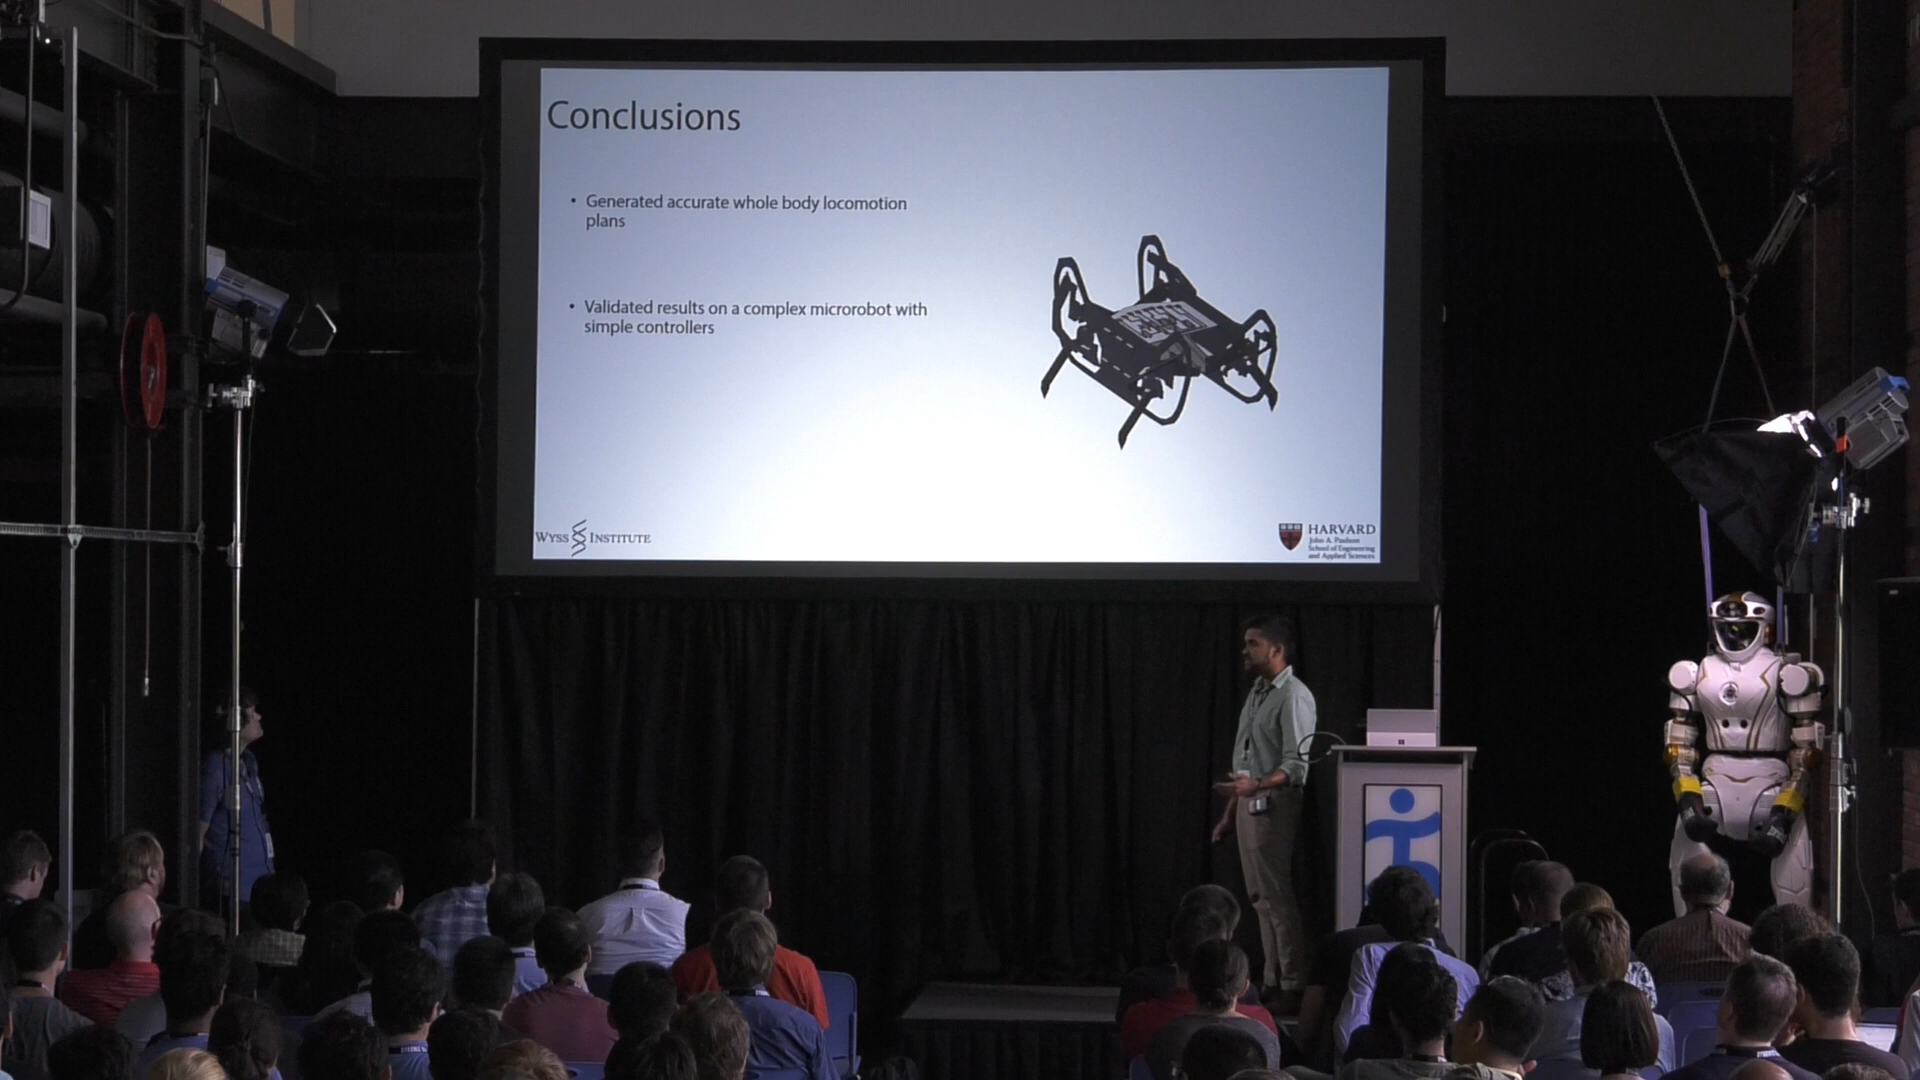 Conclusions
• Generated accurate whole body locomotion
plans
• Validated results on a complex microrobot with
simple controllers
WYSS INSTITUTE
HARVARD
John A. Paulson
School of Engineering
and Applied Sciences